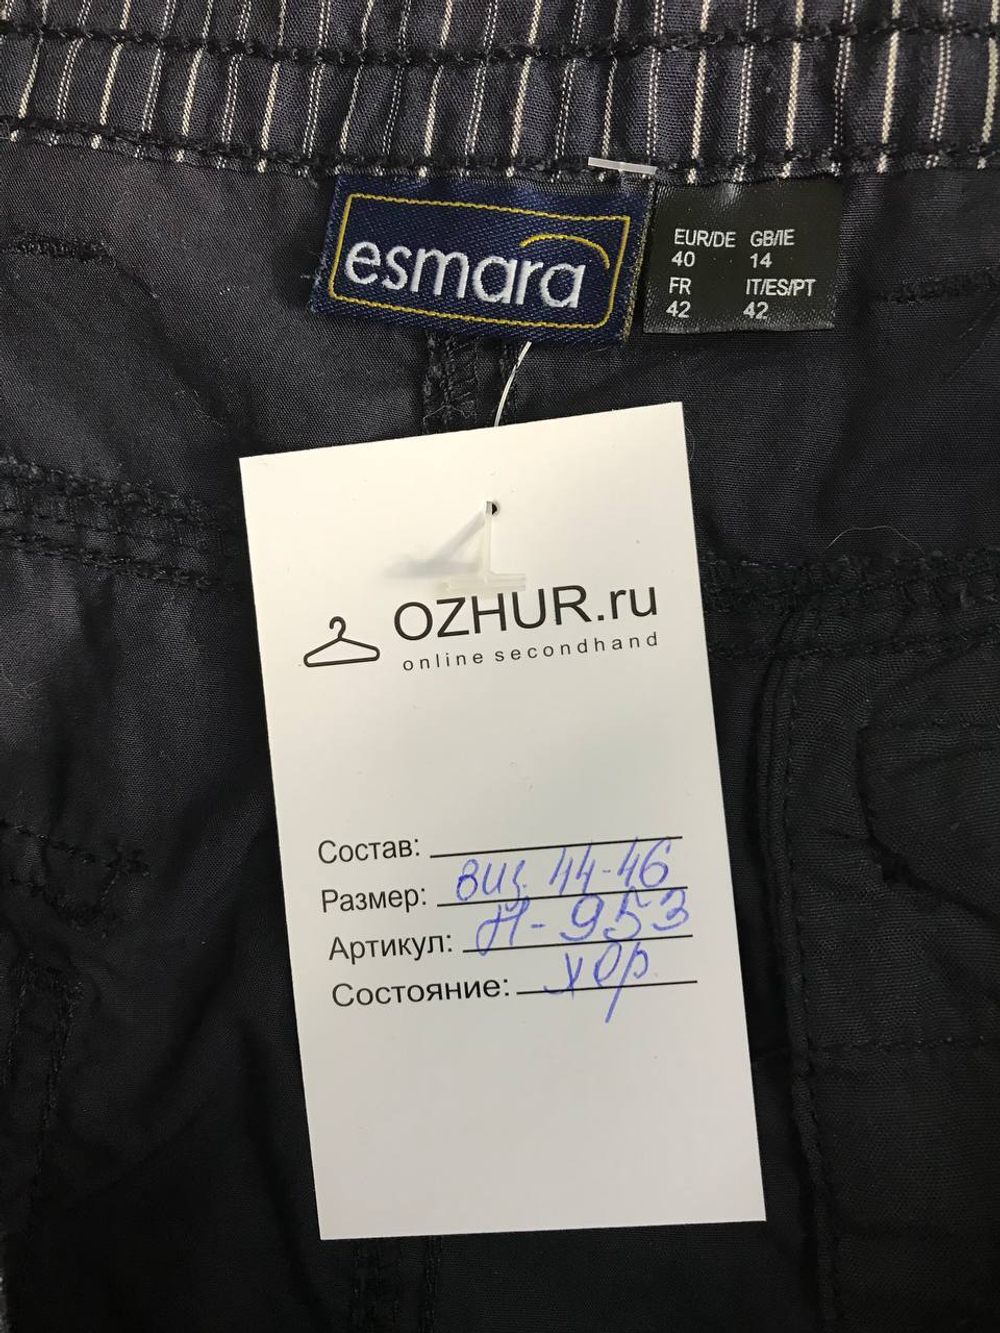 esmara
EUR/DE GB/IE
40 14
FR IT/ES/PT
42 42
OZHUR.ru
online secondhand
Состав:
Размер: виз. 44-46
Артикул: Н-953
Состояние: хор.